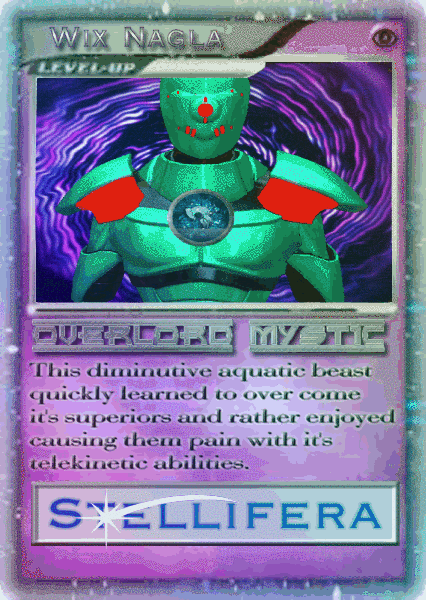 Wix Nagla
LEVEL-UP
OVERLORD MYSTIC
This diminutive aquatic beast
quickly learned to over come
it's superiors and rather enjoyed
causing them pain with it's
telekinetic abilities.
STELLIFERA